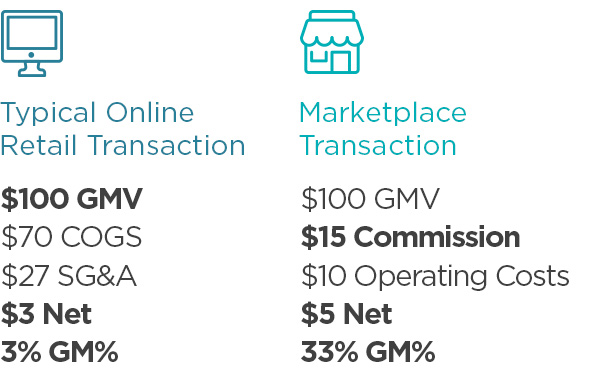 Typical Online
Retail Transaction
$100 GMV
$70 COGS
$27 SG&A
$3 Net
3% GM%
Marketplace
Transaction
$100 GMV
$15 Commission
$10 Operating Costs
$5 Net
33% GM%